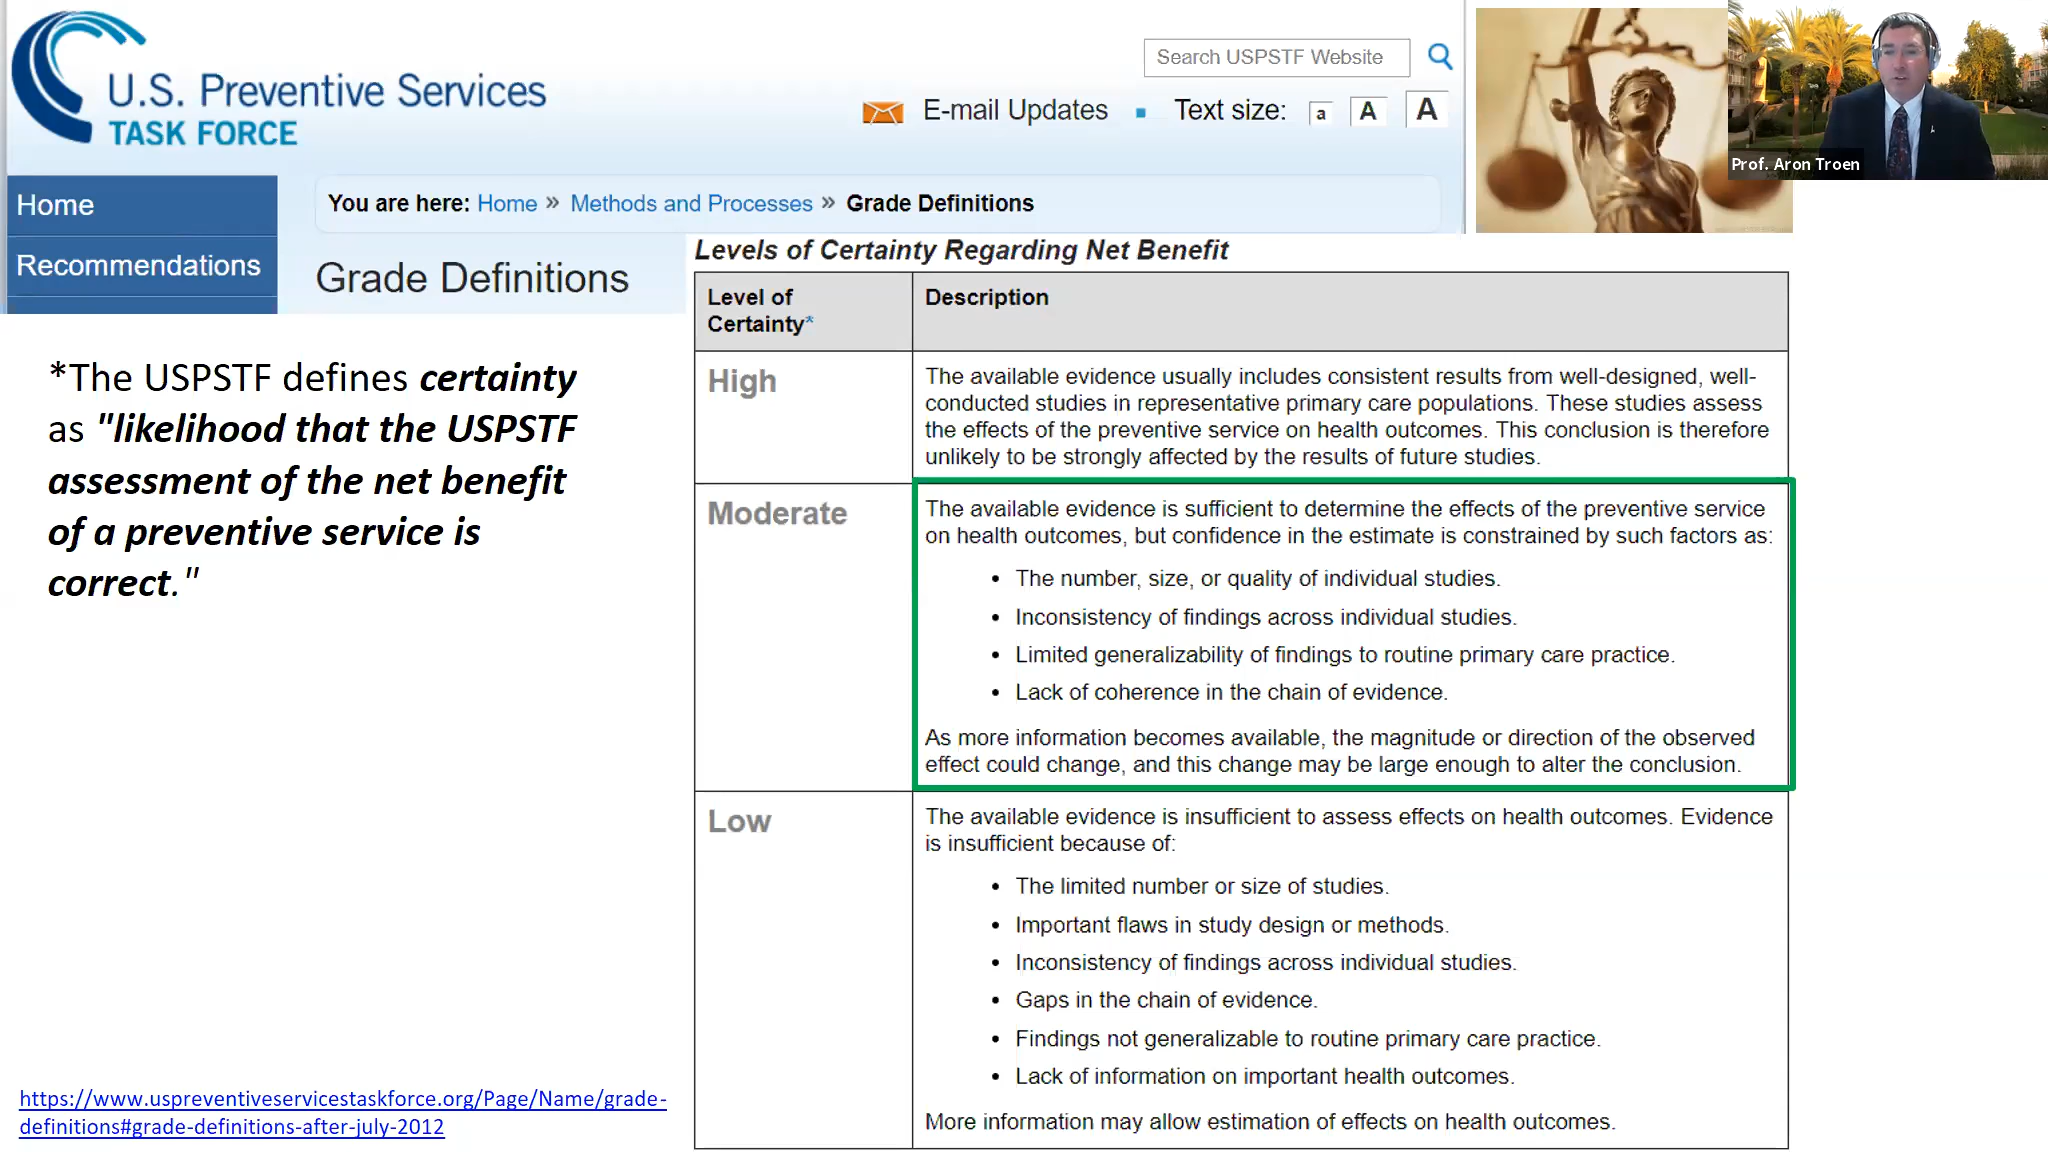 U.S. Preventive Services
TASK FORCE
Search USPSTF Website
E-mail Updates
Text size: a A A
Prof. Aron Troen
Home
Recommendations
You are here: Home » Methods and Processes » Grade Definitions
Grade Definitions
*The USPSTF defines certainty
as "likelihood that the USPSTF
assessment of the net benefit
of a preventive service is
correct."
https://www.uspreventiveservicestaskforce.org/Page/Name/grade-
definitions#grade-definitions-after-july-2012
Levels of Certainty Regarding Net Benefit
Level of
Certainty*
Description
High
The available evidence usually includes consistent results from well-designed, well-
conducted studies in representative primary care populations. These studies assess
the effects of the preventive service on health outcomes. This conclusion is therefore
unlikely to be strongly affected by the results of future studies.
Moderate
The available evidence is sufficient to determine the effects of the preventive service
on health outcomes, but confidence in the estimate is constrained by such factors as:
• The number, size, or quality of individual studies.
• Inconsistency of findings across individual studies.
• Limited generalizability of findings to routine primary care practice.
• Lack of coherence in the chain of evidence.
As more information becomes available, the magnitude or direction of the observed
effect could change, and this change may be large enough to alter the conclusion.
Low
The available evidence is insufficient to assess effects on health outcomes. Evidence
is insufficient because of:
• The limited number or size of studies.
• Important flaws in study design or methods.
• Inconsistency of findings across individual studies.
• Gaps in the chain of evidence.
• Findings not generalizable to routine primary care practice.
• Lack of information on important health outcomes.
More information may allow estimation of effects on health outcomes.